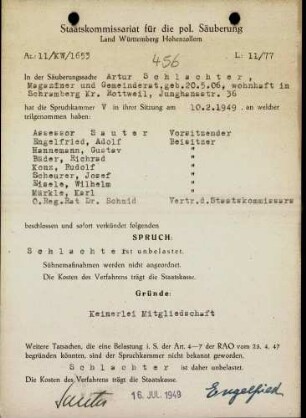 Staatskommissariat für die pol. Säuberung
Land Württemberg Hohenzollern
Az.: 11/KW/1653
L: 11/77
456
In der Säuberungssache Artur Schlachter,
Magaziner und Gemeinderat, geb. 20.5.06, wohnhaft in
Schramberg Kr. Rottweil, Junghansstr. 36
hat die Spruchkammer V in ihrer Sitzung am 10.2.1949 an welcher
teilgenommen haben:
Assessor Sauter Vorsitzender
Engelfried, Adolf Beisitzer
Hannemann, Gustav "
Bäder, Richrad "
Konx, Rudolf "
Scheurer, Josef "
Eisele, Wilhelm "
Märkle, Karl "
O.Reg.Rat Dr. Schmid Vertr.d.Staatskommissars
beschlossen und sofort verkündet folgenden
SPRUCH:
Schlachter ist unbelastet.
Sühnemaßnahmen werden nicht angeordnet.
Die Kosten des Verfahrens trägt die Staatskasse.
Gründe:
Keinerlei Mitgliedschaft
Weitere Tatsachen, die eine Belastung i. S. der Art. 4—7 der RAO vom 25. 4. 47
begründen könnten, sind der Spruchkammer nicht bekannt geworden.
Schlachter ist daher unbelastet.
Die Kosten des Verfahrens trägt die Staatskasse.
Sauter 16. JUL. 1949 Engelfried